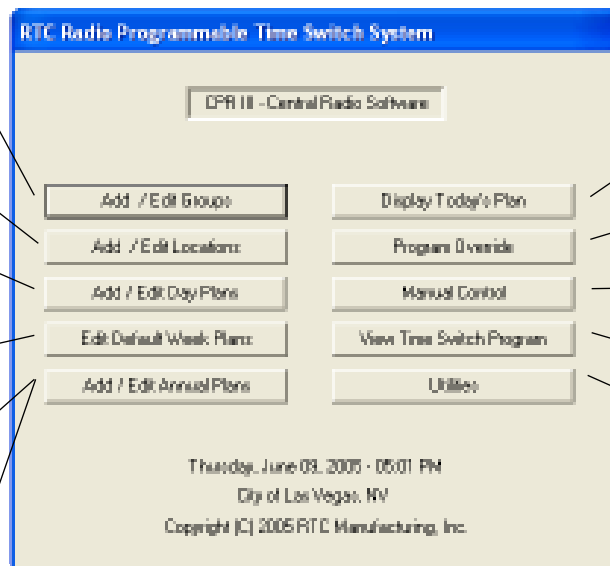 RTC Radio Programmable Time Switch System
CPR III - Central Radio Software
Add / Edit Groups
Add / Edit Locations
Add / Edit Day Plans
Edit Default Week Plans
Add / Edit Annual Plans
Display Today's Plan
Program Override
Manual Control
View Time Switch Program
Utilities
Thursday, June 09, 2005 - 05:01 PM
City of Las Vegas, NV
Copyright (C) 2005 RTC Manufacturing, Inc.